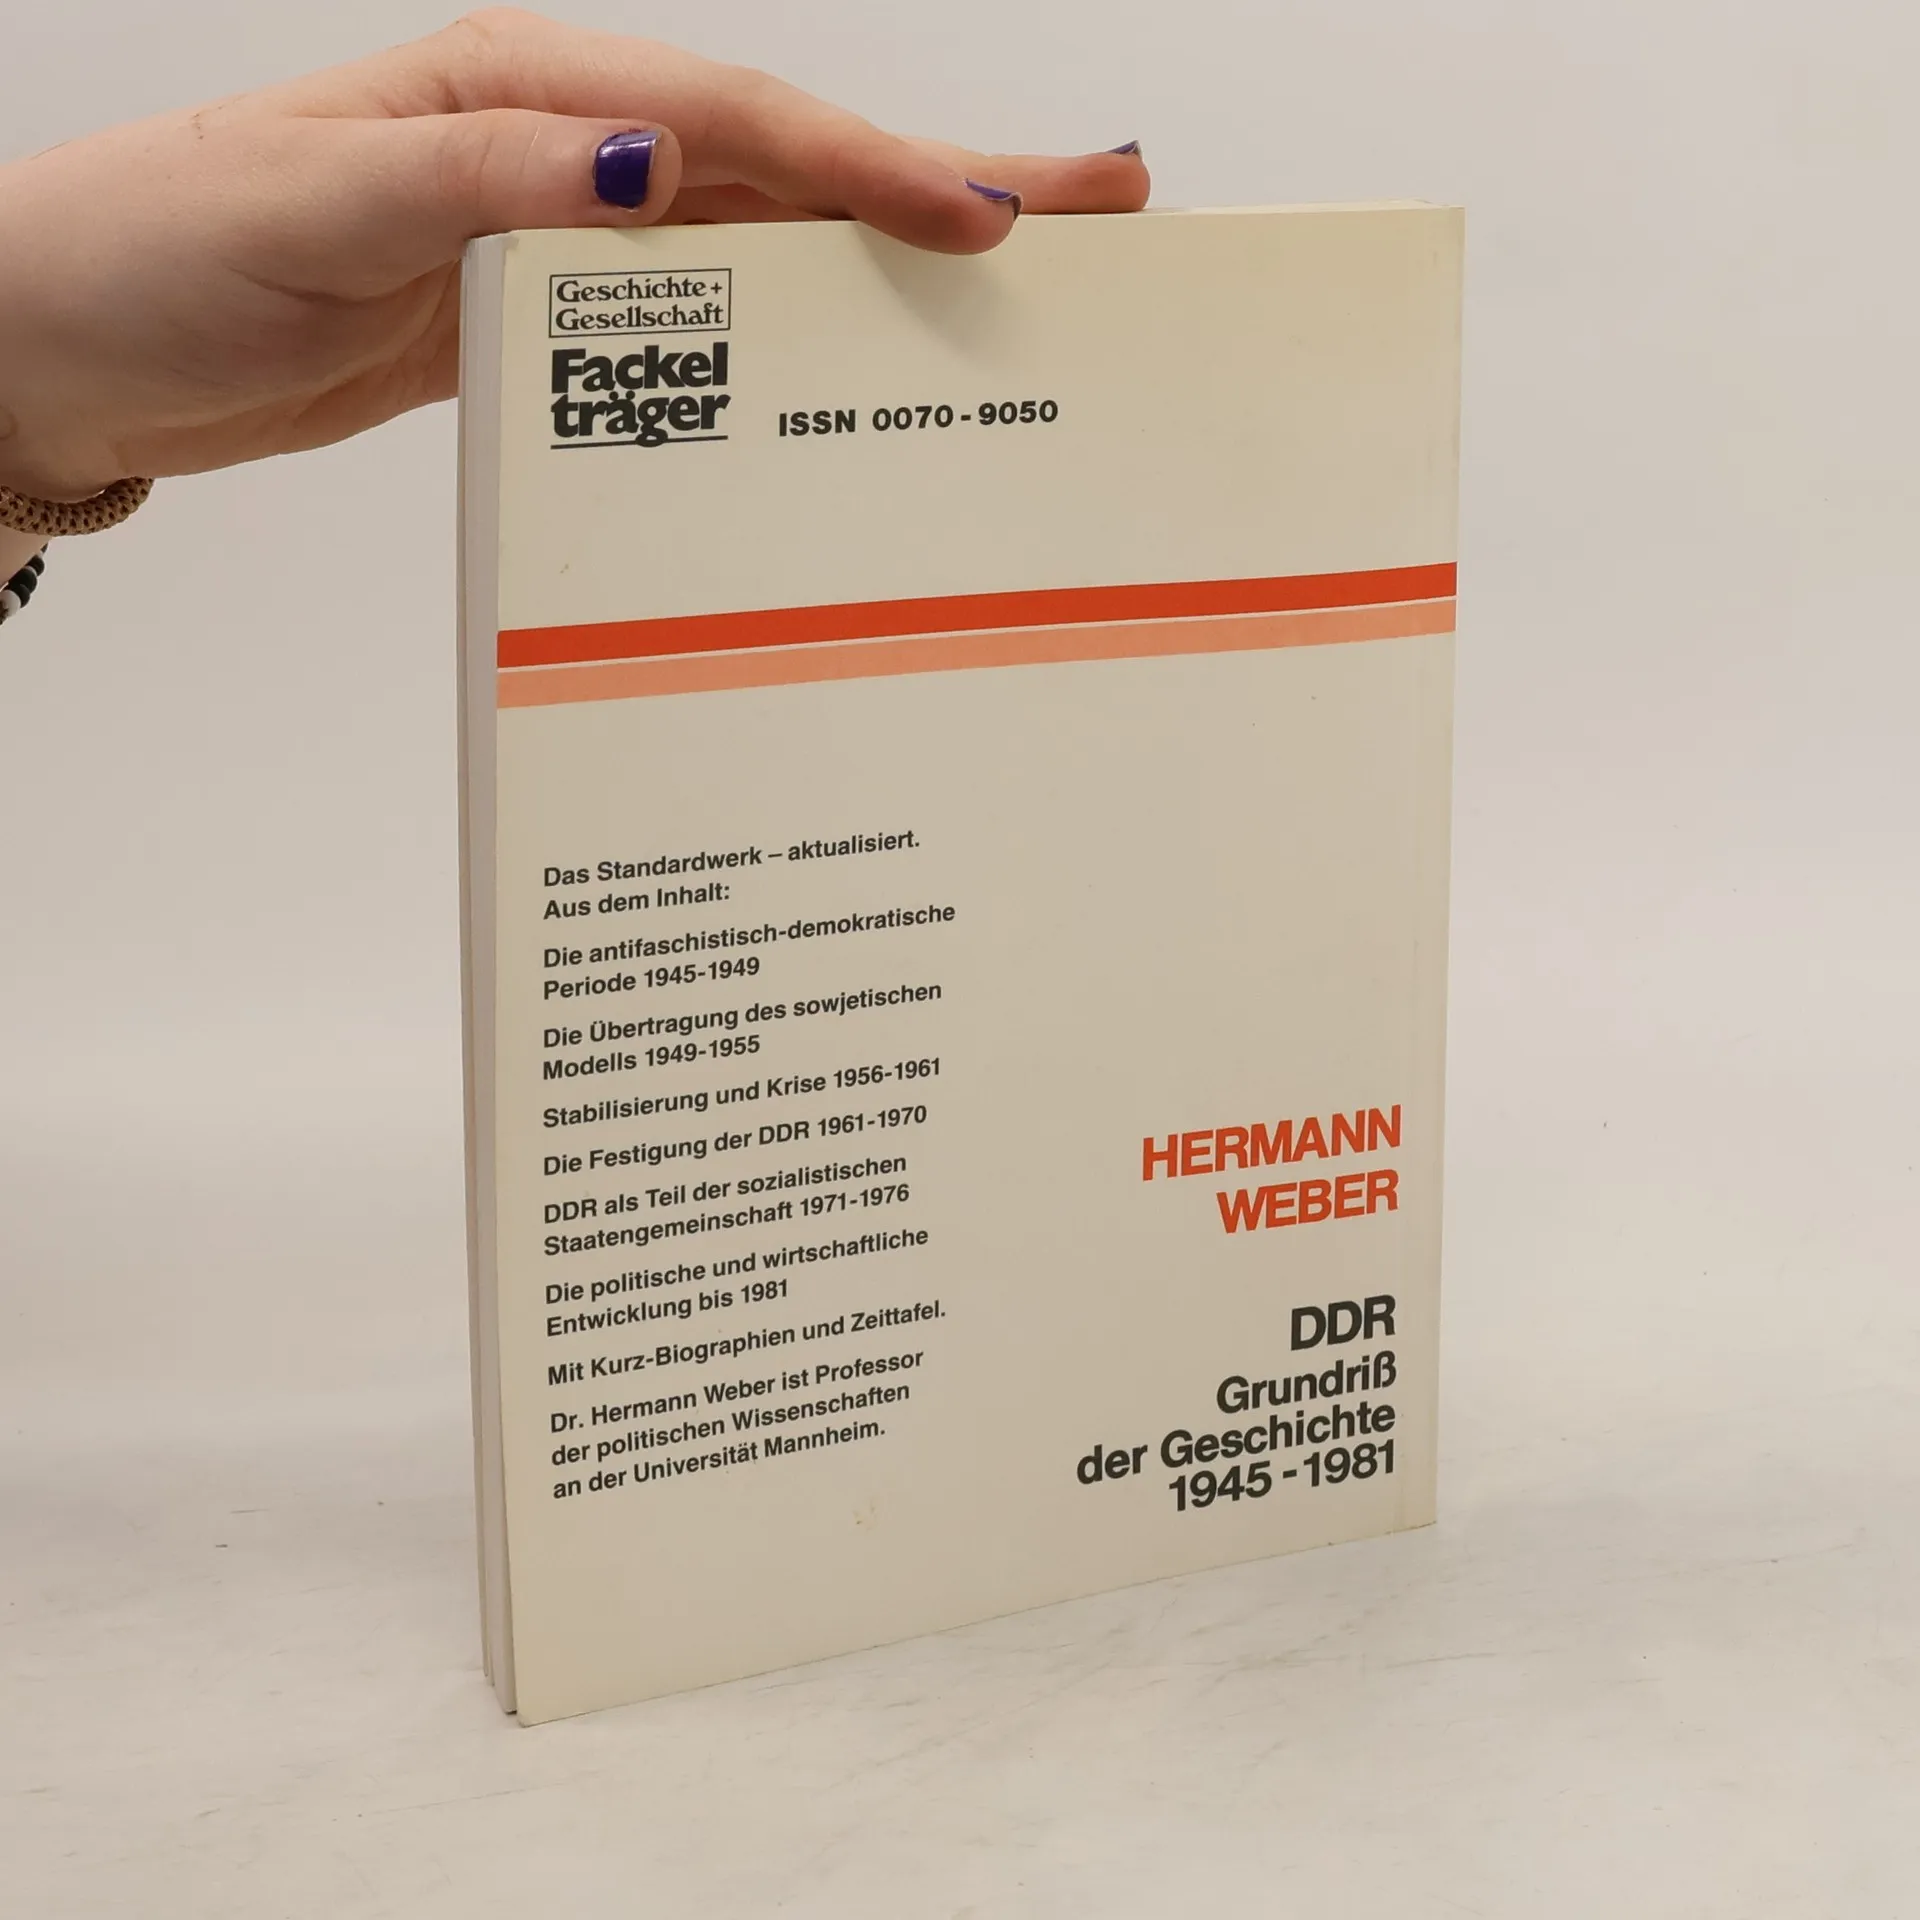 Geschichte+
Gesellschaft
Fackel
träger
ISSN 0070-9050
Das Standardwerk – aktualisiert.
Aus dem Inhalt:
Die antifaschistisch-demokratische
Periode 1945-1949
Die Übertragung des sowjetischen
Modells 1949-1955
Stabilisierung und Krise 1956-1961
Die Festigung der DDR 1961-1970
DDR als Teil der sozialistischen
Staatengemeinschaft 1971-1976
Die politische und wirtschaftliche
Entwicklung bis 1981
Mit Kurz-Biographien und Zeittafel.
Dr. Hermann Weber ist Professor
der politischen Wissenschaften
an der Universität Mannheim.
HERMANN
WEBER
DDR
Grundriß
der Geschichte
1945-1981